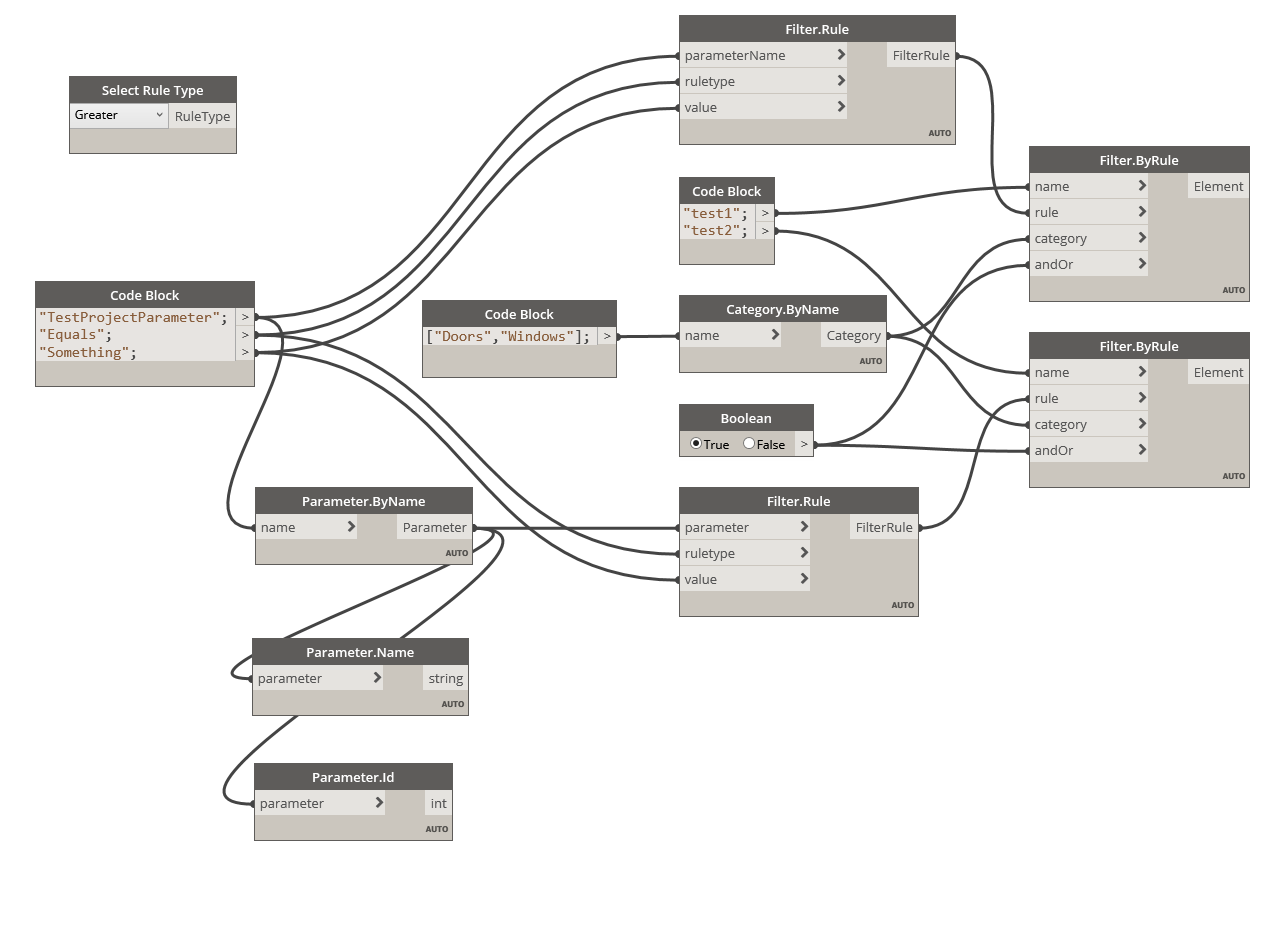 Filter.Rule
parameterName > FilterRule
ruletype >
value >
AUTO
Select Rule Type
Greater RuleType
Filter.ByRule
name > Element
rule >
category >
andOr >
AUTO
Code Block
"test1"; >
"test2"; >
Code Block
"TestProjectParameter"; >
"Equals"; >
"Something"; >
Code Block
["Doors","Windows"]; >
Category.ByName
name > Category
AUTO
Filter.ByRule
name > Element
rule >
category >
andOr >
AUTO
Boolean
True False >
Parameter.ByName
name > Parameter
AUTO
Filter.Rule
parameter > FilterRule
ruletype >
value >
AUTO
Parameter.Name
parameter > string
AUTO
Parameter.Id
parameter > int
AUTO